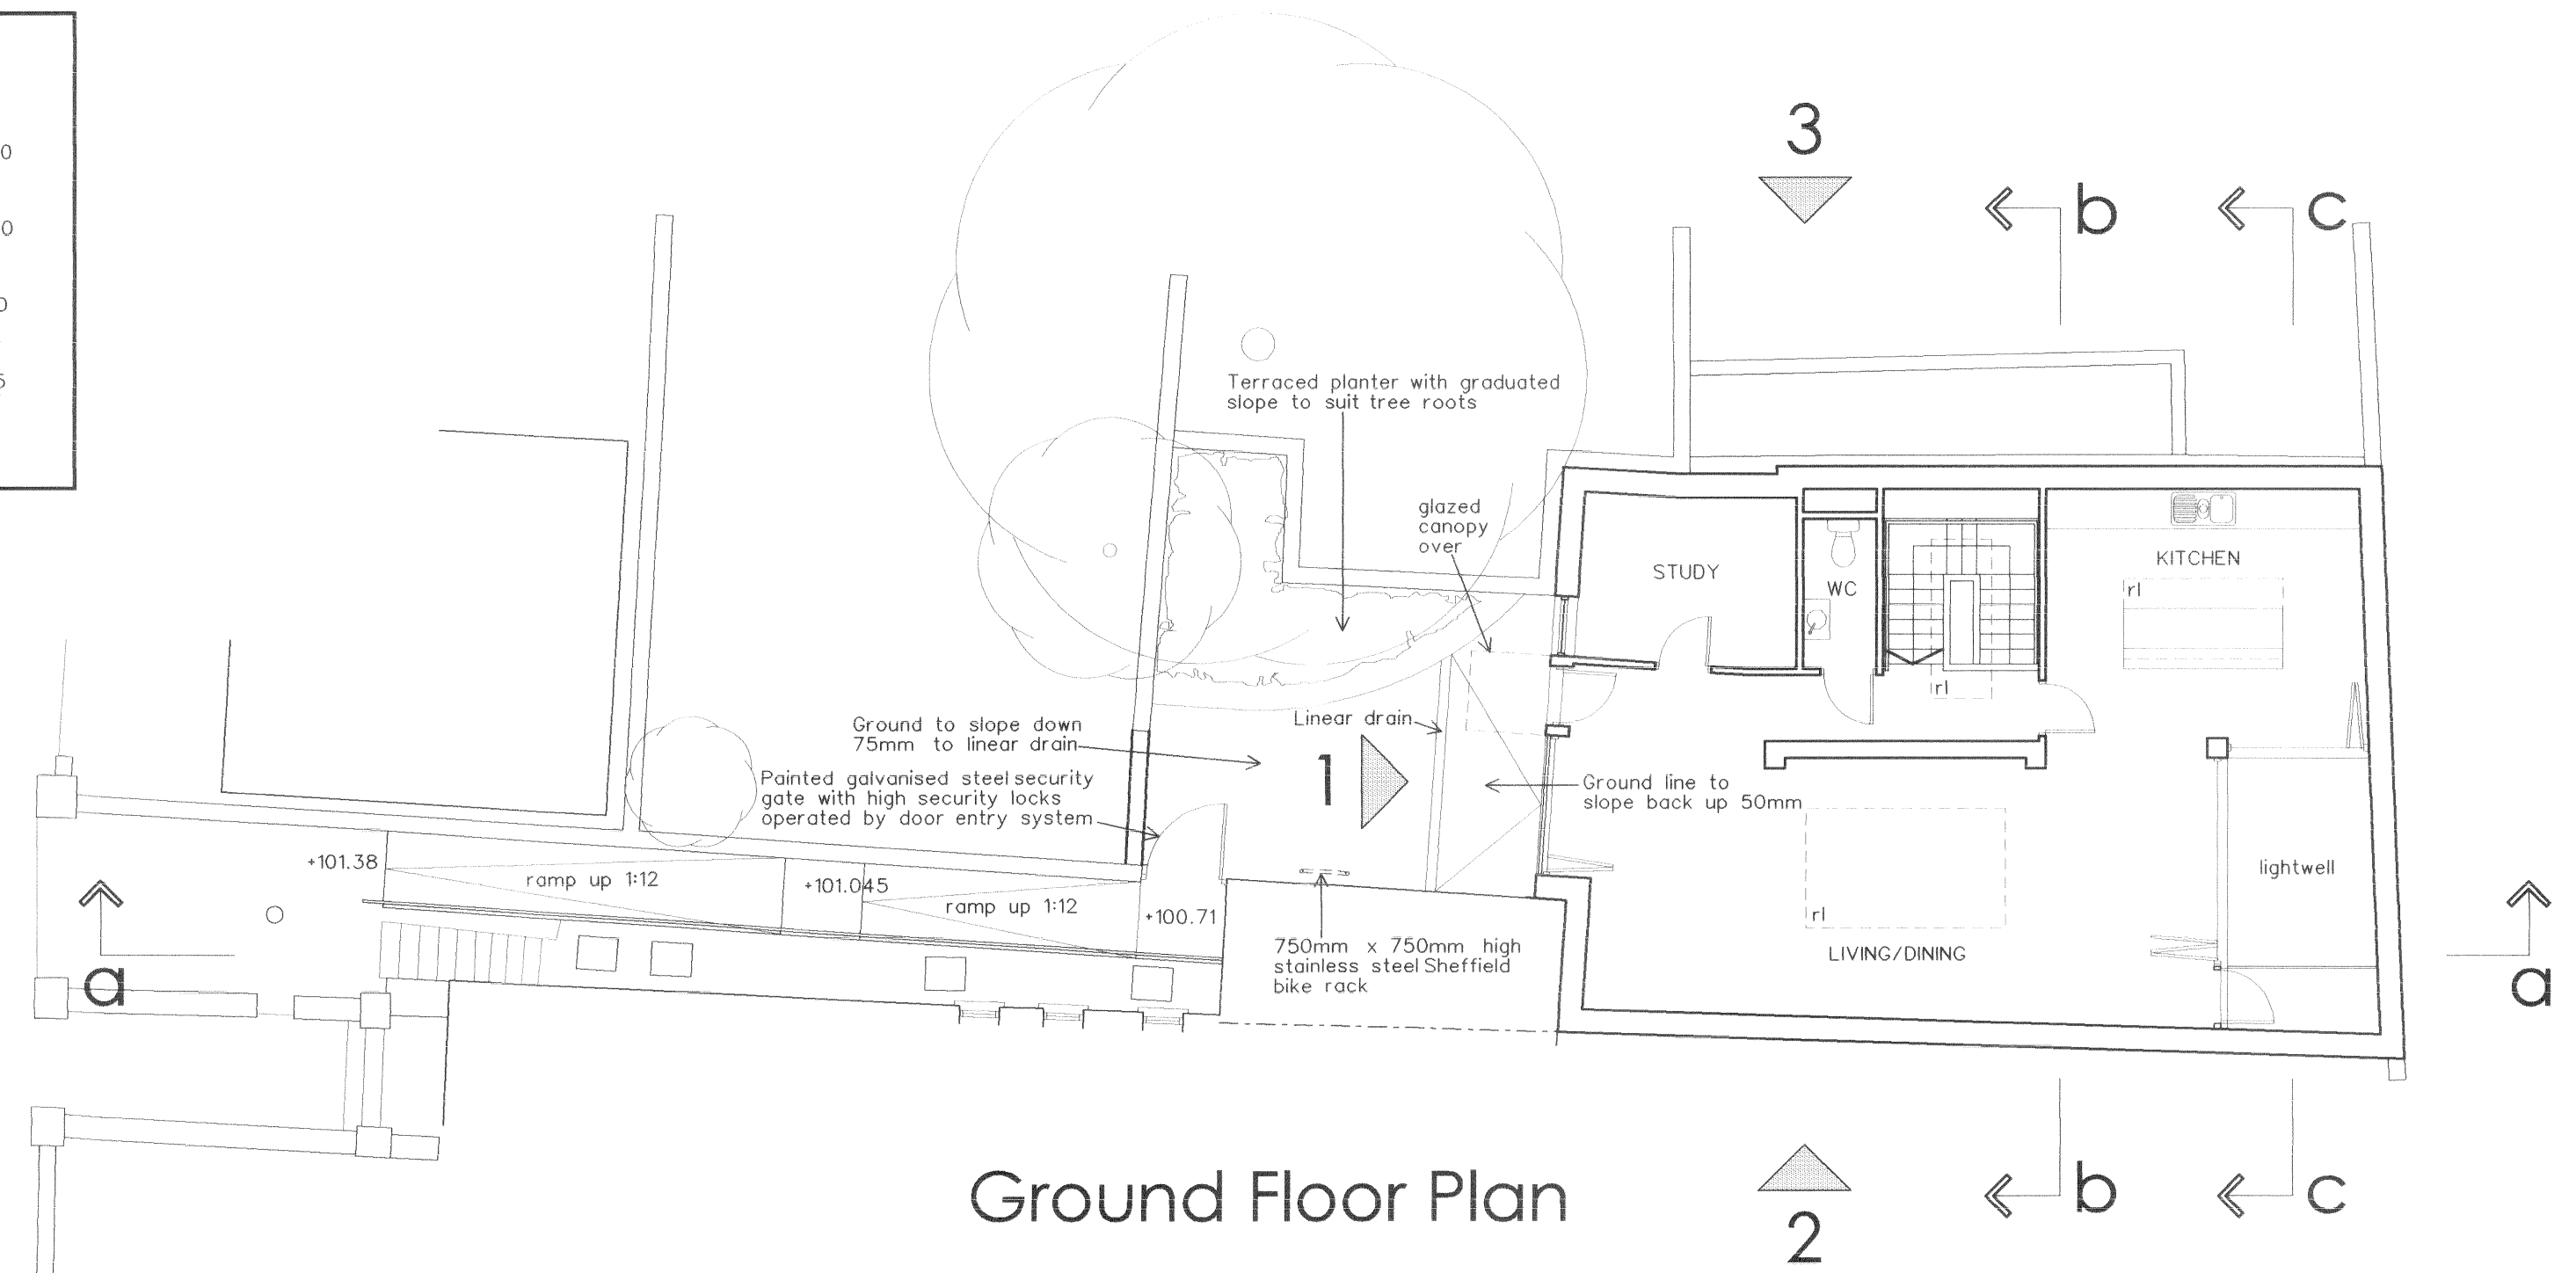 0
0
0
5
3
b
c
Terraced planter with graduated
slope to suit tree roots
glazed
canopy
over
STUDY
WC
KITCHEN
rl
rl
Linear drain
Ground to slope down
75mm to linear drain
Painted galvanised steel security
gate with high security locks
operated by door entry system
1
Ground line to
slope back up 50mm
+101.38
ramp up 1:12
+101.045
ramp up 1:12
+100.71
lightwell
rl
LIVING/DINING
750mm x 750mm high
stainless steel Sheffield
bike rack
a
a
Ground Floor Plan
2
b
c